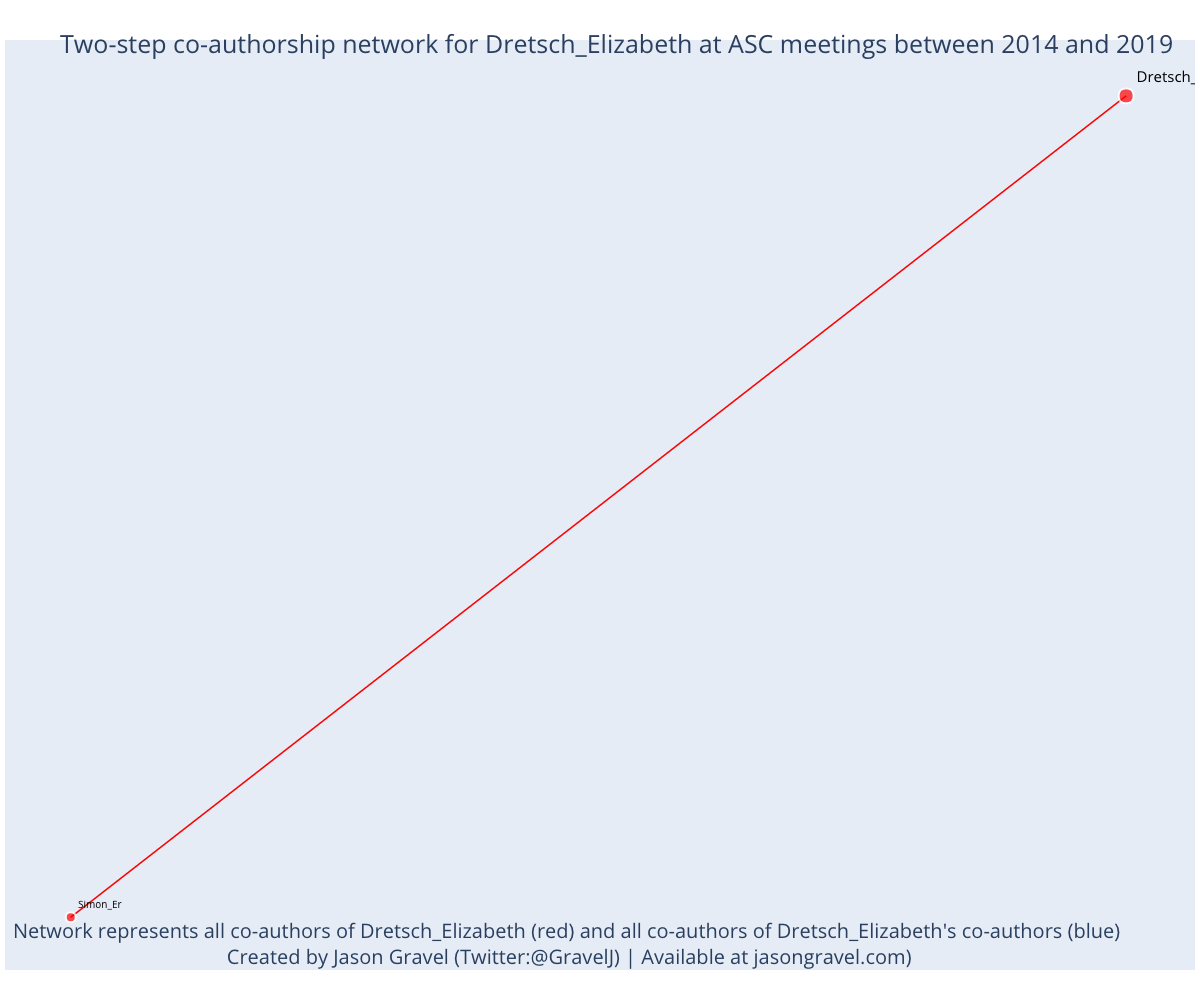 Two-step co-authorship network for Dretsch_Elizabeth at ASC meetings between 2014 and 2019
Dretsch_
Simon_Er
Network represents all co-authors of Dretsch_Elizabeth (red) and all co-authors of Dretsch_Elizabeth's co-authors (blue)
Created by Jason Gravel (Twitter:@GravelJ) | Available at jasongravel.com)